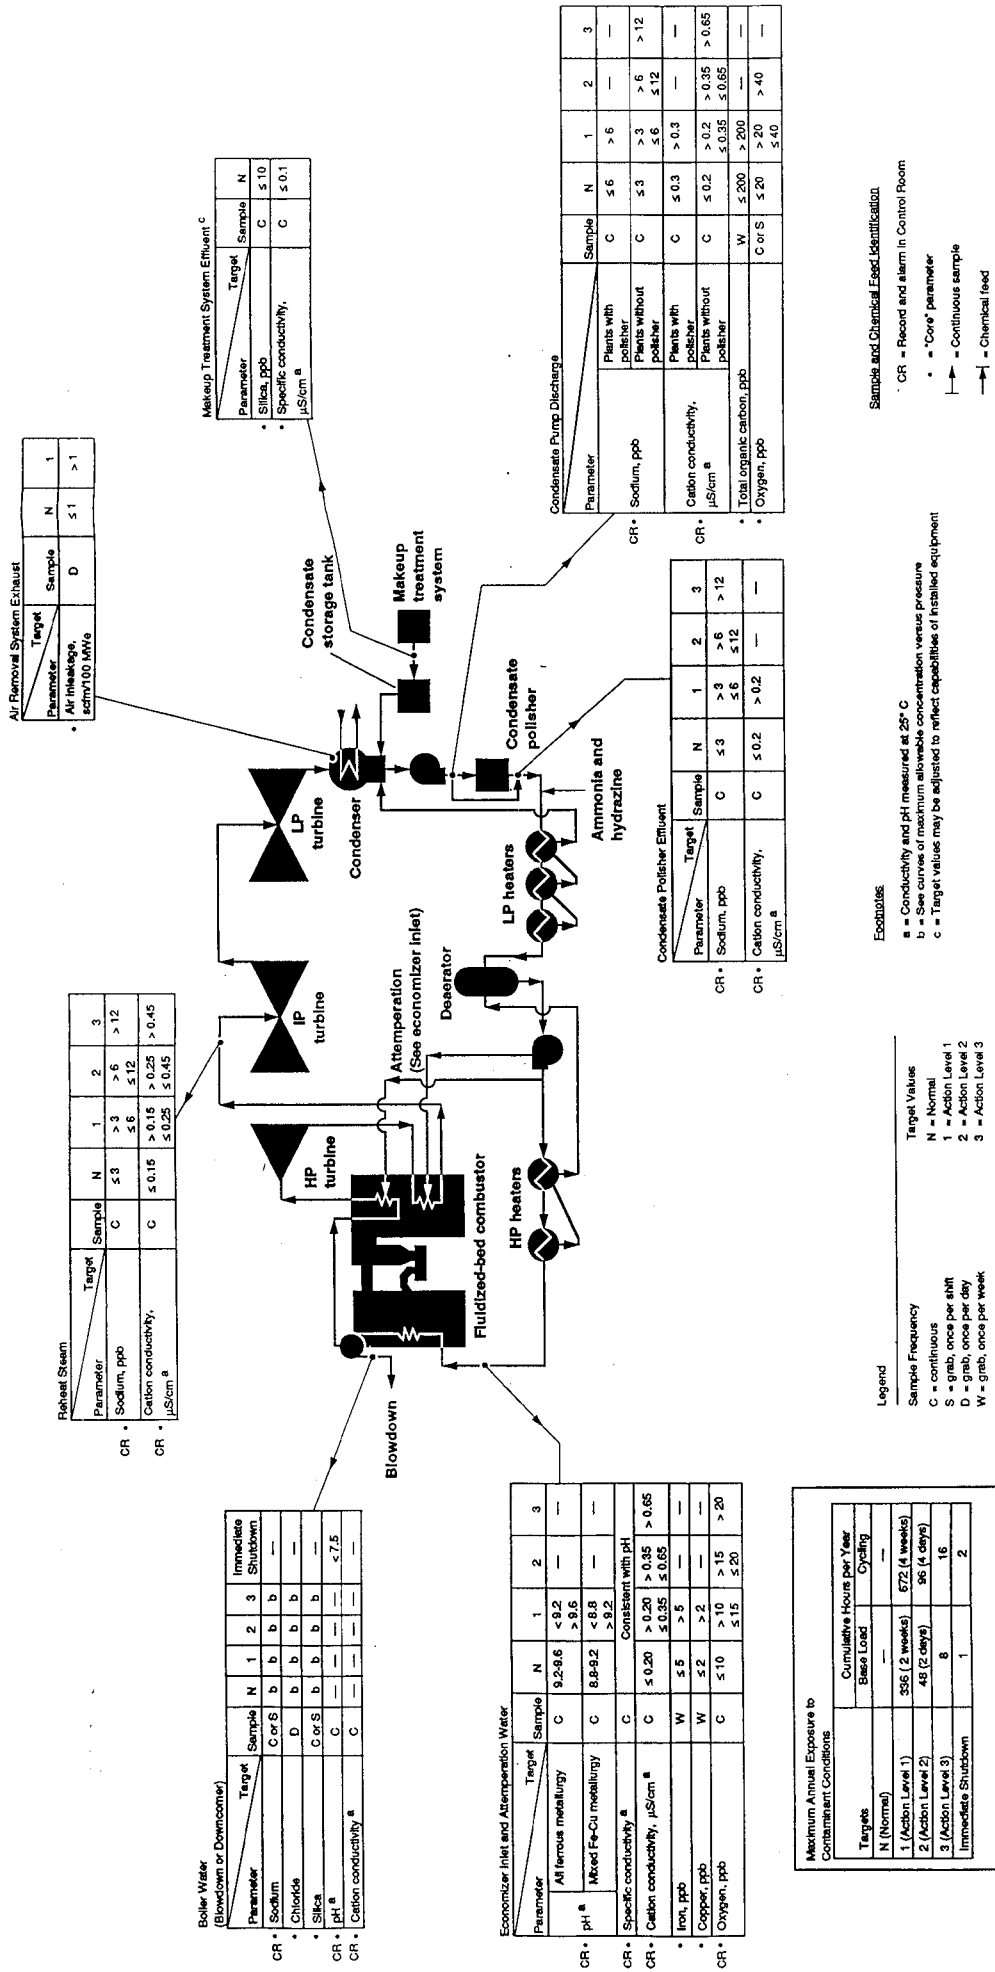 Air Removal System Exhaust
Parameter Target Sample N 1
• Air inleakage, scfm/100 MWe D ≤ 1 > 1
Makeup Treatment System Effluent c
Parameter Target Sample N
• Silica, ppb C ≤ 10
• Specific conductivity, µS/cm a C ≤ 0.1
Reheat Steam
Parameter Target Sample N 1 2 3
CR • Sodium, ppb C ≤ 3 > 3 ≤ 6 > 6 ≤ 12 > 12
CR • Cation conductivity, µS/cm a C ≤ 0.15 > 0.15 ≤ 0.25 > 0.25 ≤ 0.45 > 0.45
Boiler Water
(Blowdown or Downcomer)
Parameter Target Sample N 1 2 3 Immediate Shutdown
CR • Sodium C or S b b b b —
• Chloride D b b b b —
• Silica C or S b b b b —
CR • pH a C — — — — < 7.5
CR • Cation conductivity a C — — — — —
HP turbine
IP turbine
LP turbine
Condenser
Condensate storage tank
Makeup treatment system
Condensate polisher
Ammonia and hydrazine
LP heaters
Deaerator
Attemperation
(See economizer inlet)
HP heaters
Fluidized-bed combustor
Blowdown
Economizer Inlet and Attemperation Water
Parameter Target Sample N 1 2 3
CR • pH a All ferrous metallurgy C 9.2-9.6 < 9.2 > 9.6 — —
Mixed Fe-Cu metallurgy C 8.8-9.2 < 8.8 > 9.2 — —
CR • Specific conductivity a C Consistent with pH
CR • Cation conductivity, µS/cm a C ≤ 0.20 > 0.20 ≤ 0.35 > 0.35 ≤ 0.65 > 0.65
• Iron, ppb W ≤ 5 > 5 — —
• Copper, ppb W ≤ 2 > 2 — —
CR • Oxygen, ppb C ≤ 10 > 10 ≤ 15 > 15 ≤ 20 > 20
Condensate Polisher Effluent
Parameter Target Sample N 1 2 3
CR • Sodium, ppb C ≤ 3 > 3 ≤ 6 > 6 ≤ 12 > 12
CR • Cation conductivity, µS/cm a C ≤ 0.2 > 0.2 — —
Condensate Pump Discharge
Parameter Target Sample N 1 2 3
CR • Sodium, ppb Plants with polisher C ≤ 6 > 6 — —
Plants without polisher C ≤ 3 > 3 ≤ 6 > 6 ≤ 12 > 12
CR • Cation conductivity, µS/cm a Plants with polisher C ≤ 0.3 > 0.3 — —
Plants without polisher C ≤ 0.2 > 0.2 ≤ 0.35 > 0.35 ≤ 0.65 > 0.65
• Total organic carbon, ppb W ≤ 200 > 200 — —
• Oxygen, ppb C or S ≤ 20 > 20 ≤ 40 > 40 —
Maximum Annual Exposure to
Contaminant Conditions
Targets Cumulative Hours per Year
Base Load Cycling
N (Normal) — —
1 (Action Level 1) 336 ( 2 weeks) 672 (4 weeks)
2 (Action Level 2) 48 (2 days) 96 (4 days)
3 (Action Level 3) 8 16
Immediate Shutdown 1 2
Legend
Sample Frequency
C = continuous
S = grab, once per shift
D = grab, once per day
W = grab, once per week
Target Values
N = Normal
1 = Action Level 1
2 = Action Level 2
3 = Action Level 3
Footnotes
a = Conductivity and pH measured at 25° C
b = See curves of maximum allowable concentration versus pressure
c = Target values may be adjusted to reflect capabilities of installed equipment
Sample and Chemical Feed Identification
CR = Record and alarm in Control Room
• = "Core" parameter
= Continuous sample
= Chemical feed